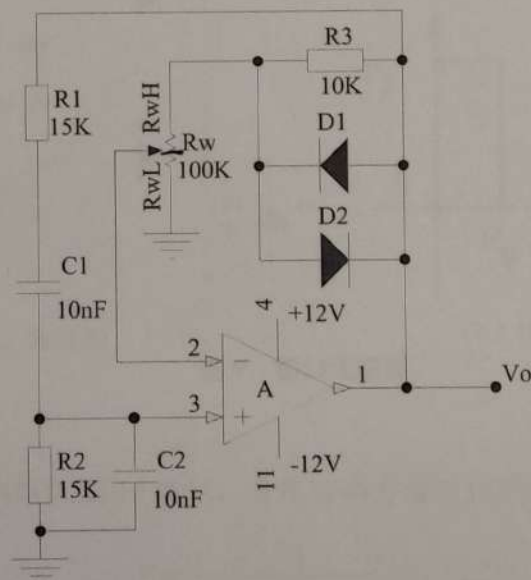 R3
10K
R1
15K
RwH
RwL
Rw
100K
D1
D2
C1
10nF
4
+12V
2
−
A
1
Vo
3
+
11
-12V
R2
15K
C2
10nF